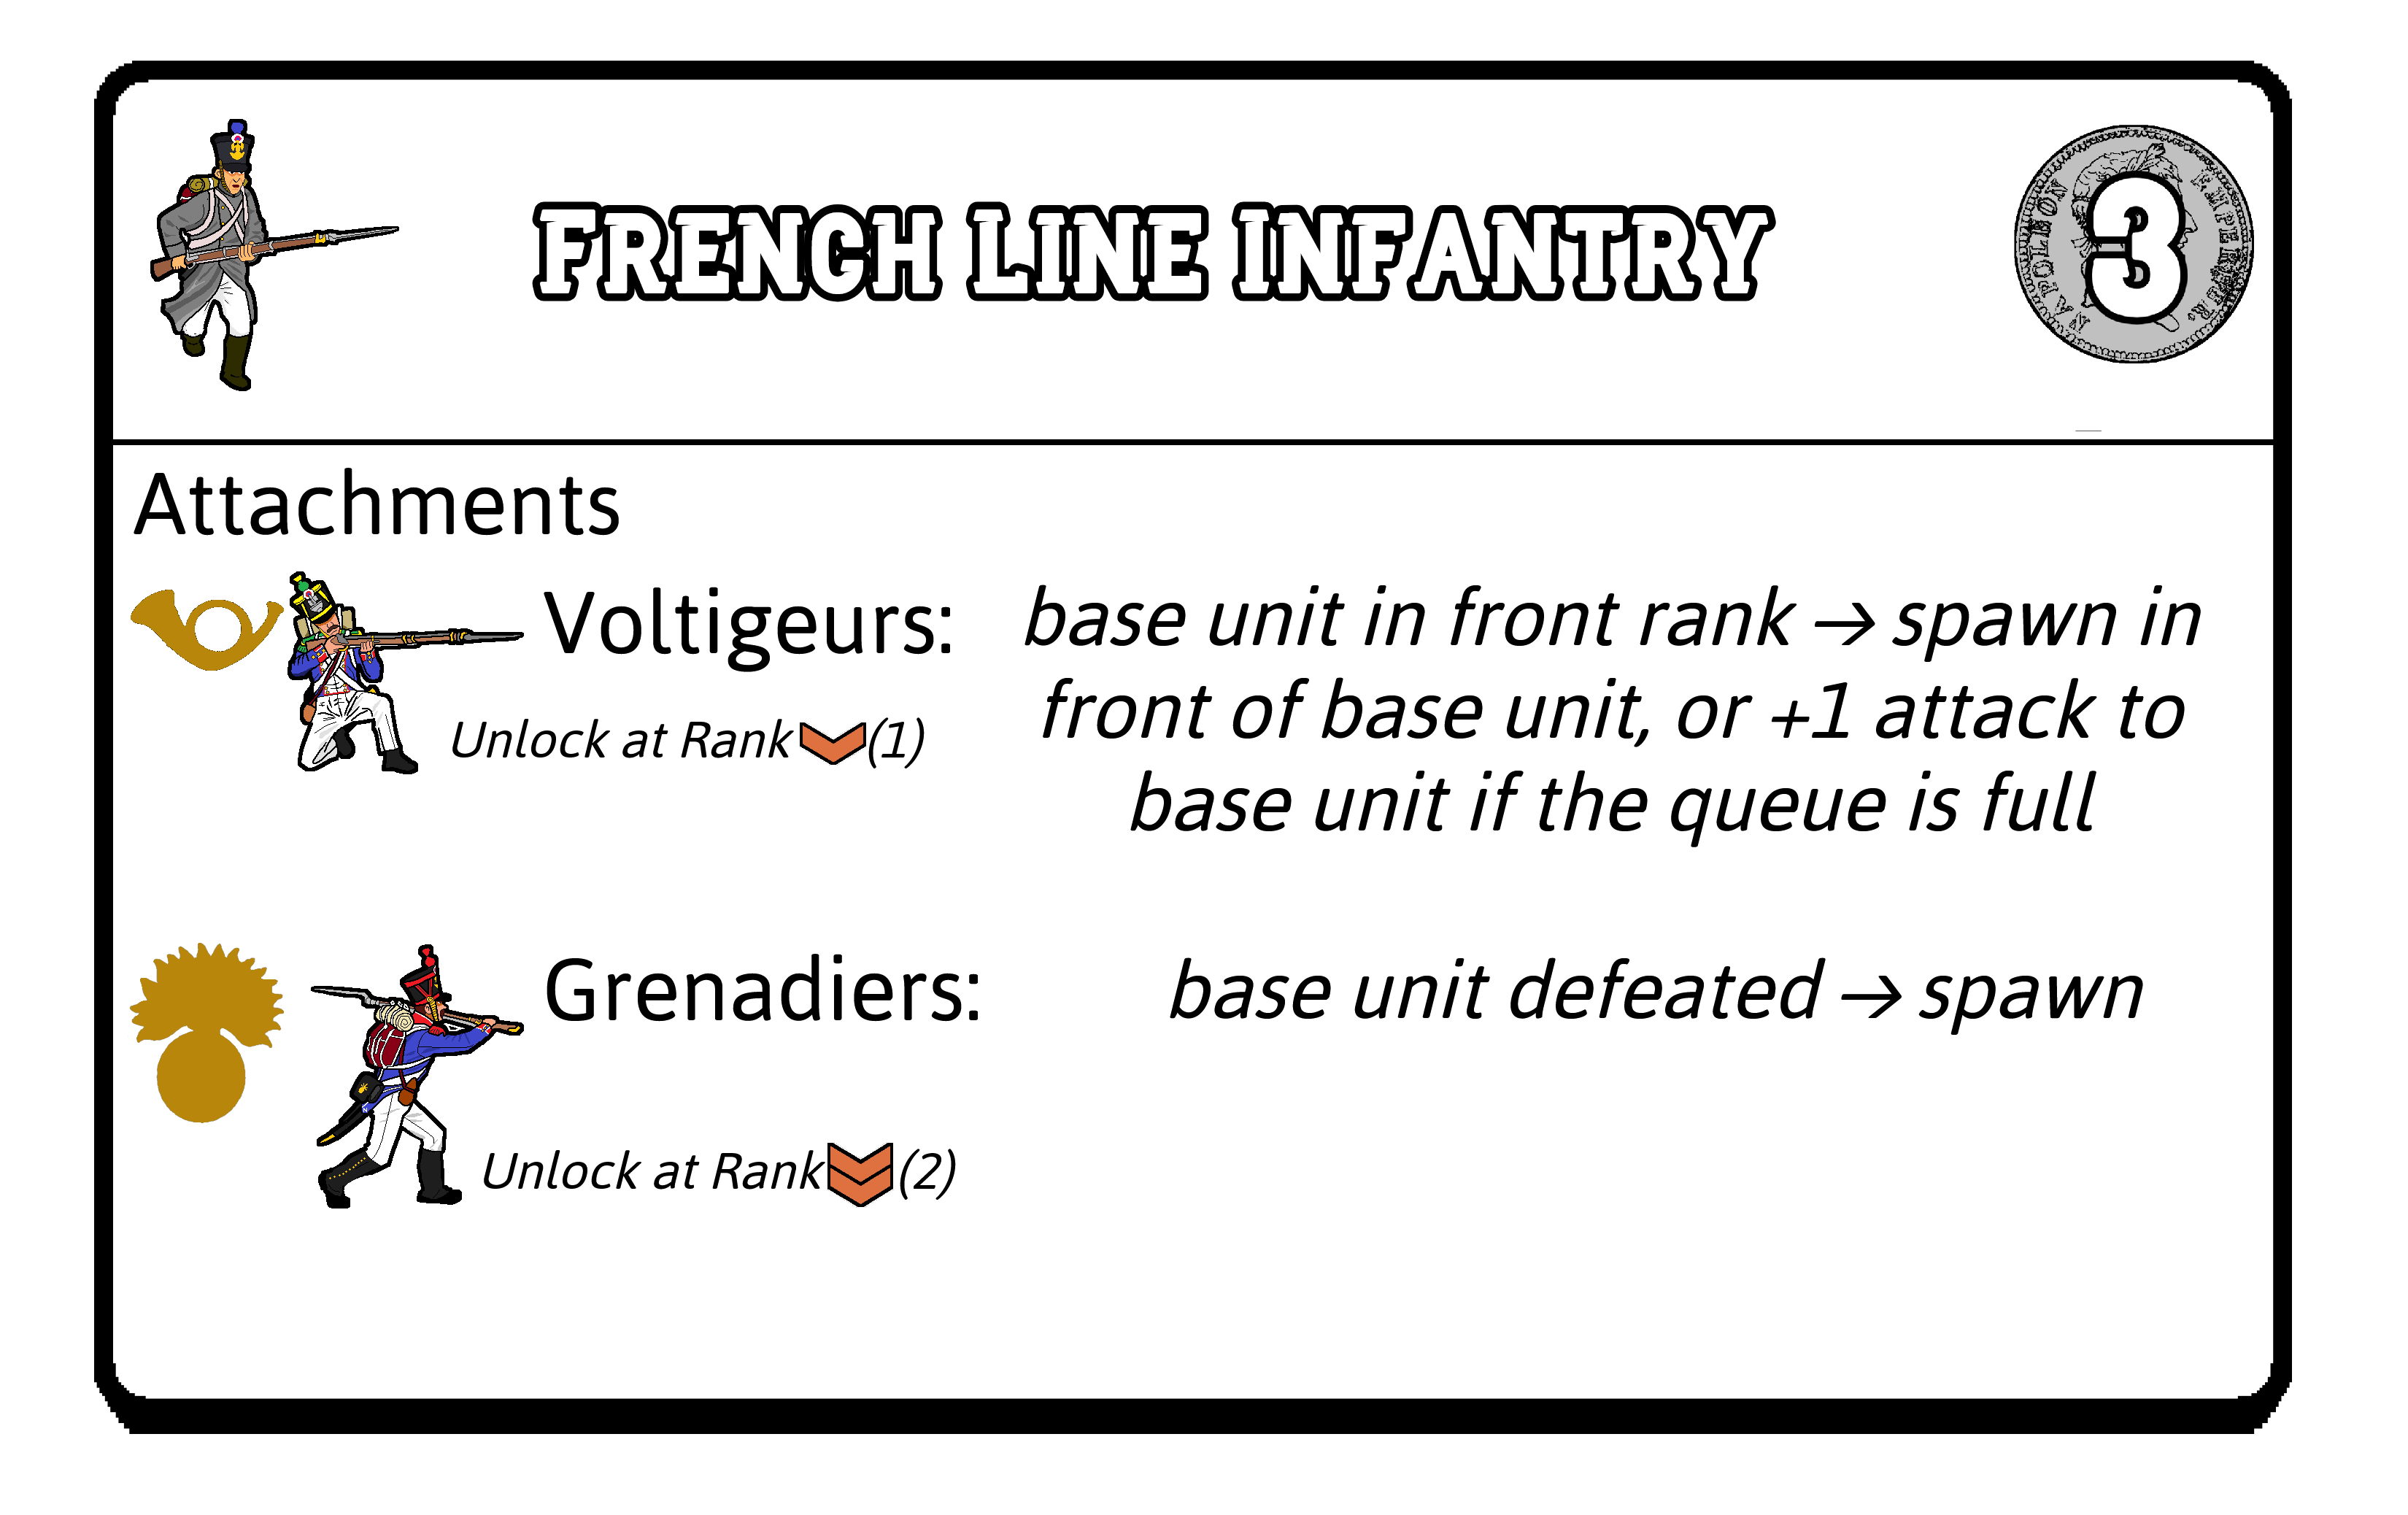 French Line Infantry
NAPOLEON EMPEREUR.
3
Attachments
Voltigeurs:
Unlock at Rank (1)
base unit in front rank → spawn in
front of base unit, or +1 attack to
base unit if the queue is full
Grenadiers:
Unlock at Rank (2)
base unit defeated → spawn